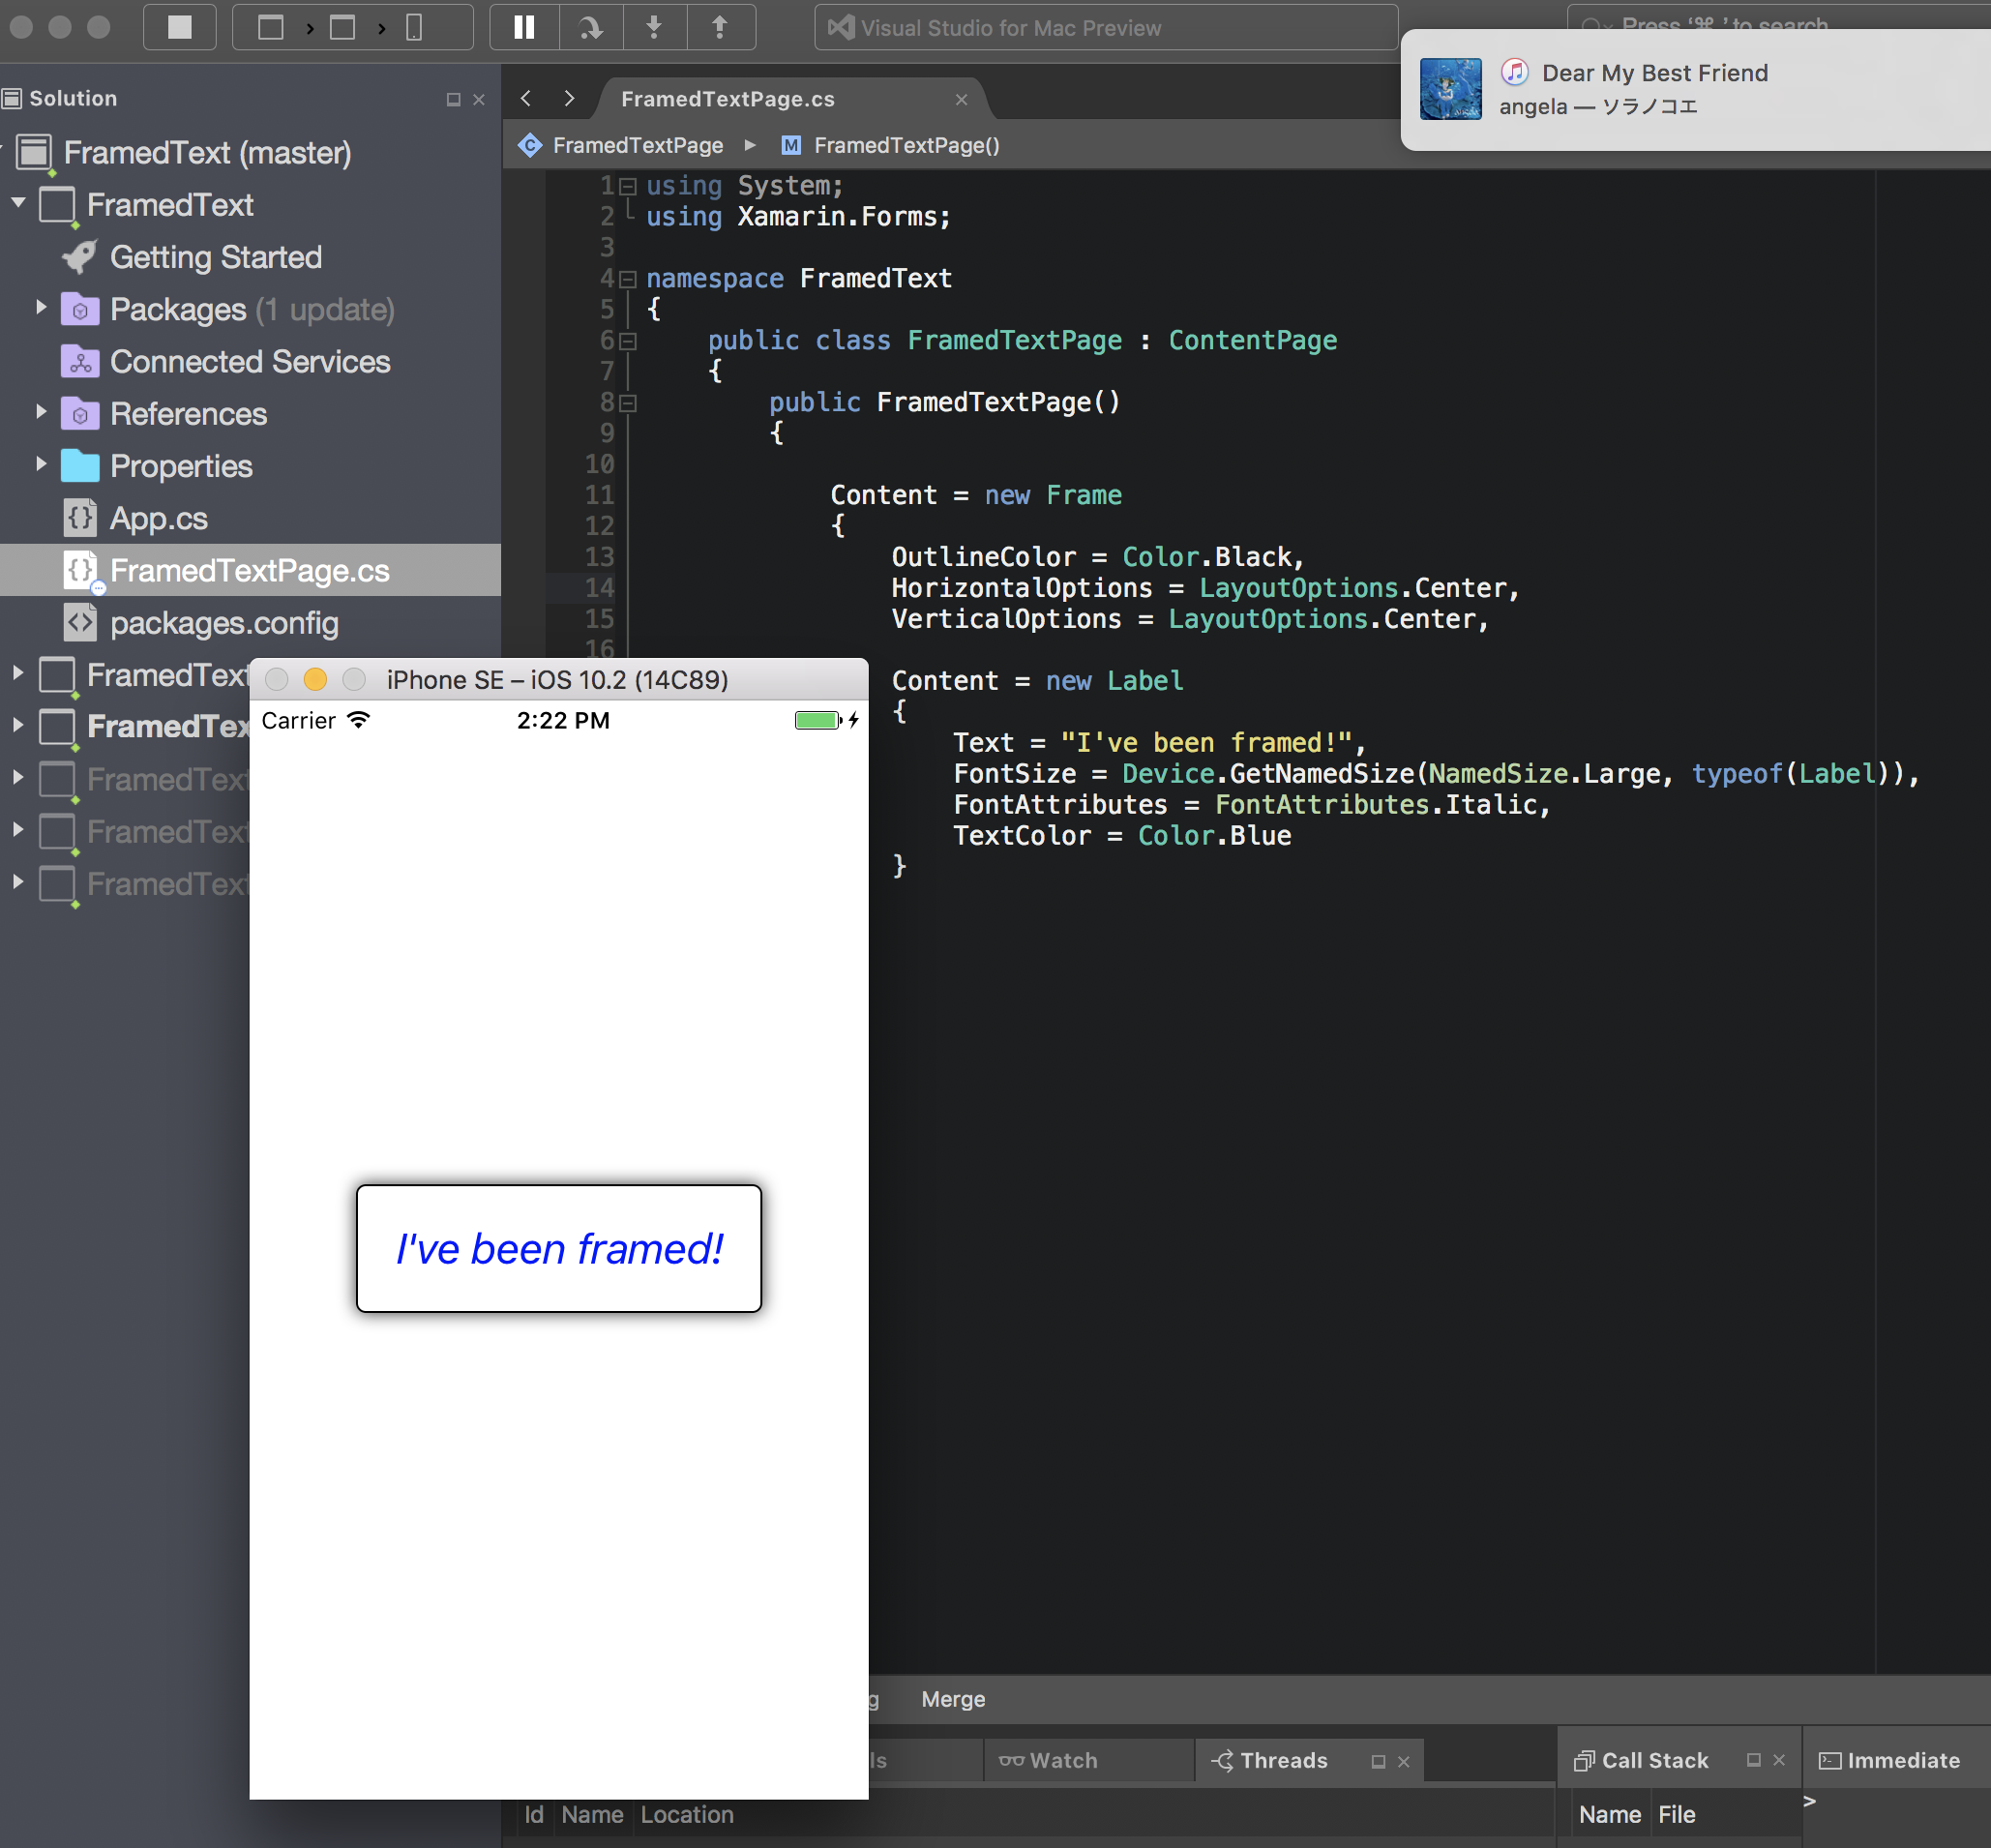 Visual Studio for Mac Preview
Press ‘⌘.’ to search
Dear My Best Friend
angela — ソラノコエ
Solution
FramedTextPage.cs
FramedTextPage
M
FramedTextPage()
FramedText (master)
FramedText
Getting Started
Packages (1 update)
Connected Services
References
Properties
App.cs
FramedTextPage.cs
packages.config
FramedText
FramedTex
FramedText
FramedText
FramedText
1 using System;
2 using Xamarin.Forms;
3
4 namespace FramedText
5 {
6 public class FramedTextPage : ContentPage
7 {
8 public FramedTextPage()
9 {
10
11 Content = new Frame
12 {
13 OutlineColor = Color.Black,
14 HorizontalOptions = LayoutOptions.Center,
15 VerticalOptions = LayoutOptions.Center,
16
Content = new Label
{
Text = "I've been framed!",
FontSize = Device.GetNamedSize(NamedSize.Large, typeof(Label)),
FontAttributes = FontAttributes.Italic,
TextColor = Color.Blue
}
iPhone SE – iOS 10.2 (14C89)
Carrier 2:22 PM
I've been framed!
g Merge
ls Watch Threads Call Stack Immediate
Id Name Location Name File >